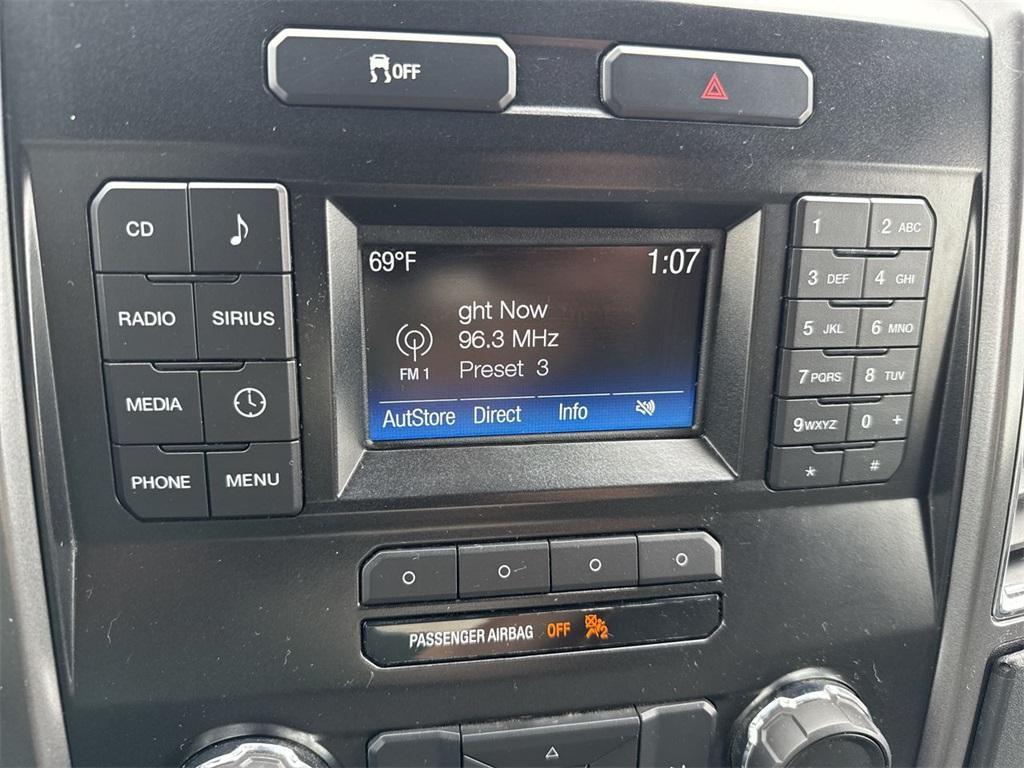 OFF
CD
RADIO SIRIUS
MEDIA
PHONE MENU
69°F 1:07
ght Now
96.3 MHz
FM 1 Preset 3
AutStore Direct Info
1 2 ABC
3 DEF 4 GHI
5 JKL 6 MNO
7 PQRS 8 TUV
9 WXYZ 0 +
* #
PASSENGER AIRBAG OFF 2